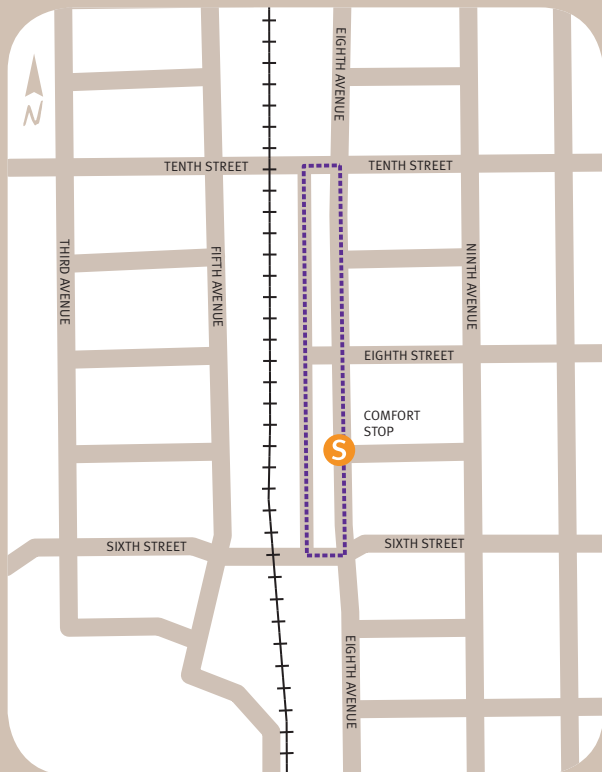 EIGHTH AVENUE
N
TENTH STREET
TENTH STREET
THIRD AVENUE
FIFTH AVENUE
NINTH AVENUE
EIGHTH STREET
COMFORT
STOP
S
SIXTH STREET
SIXTH STREET
EIGHTH AVENUE